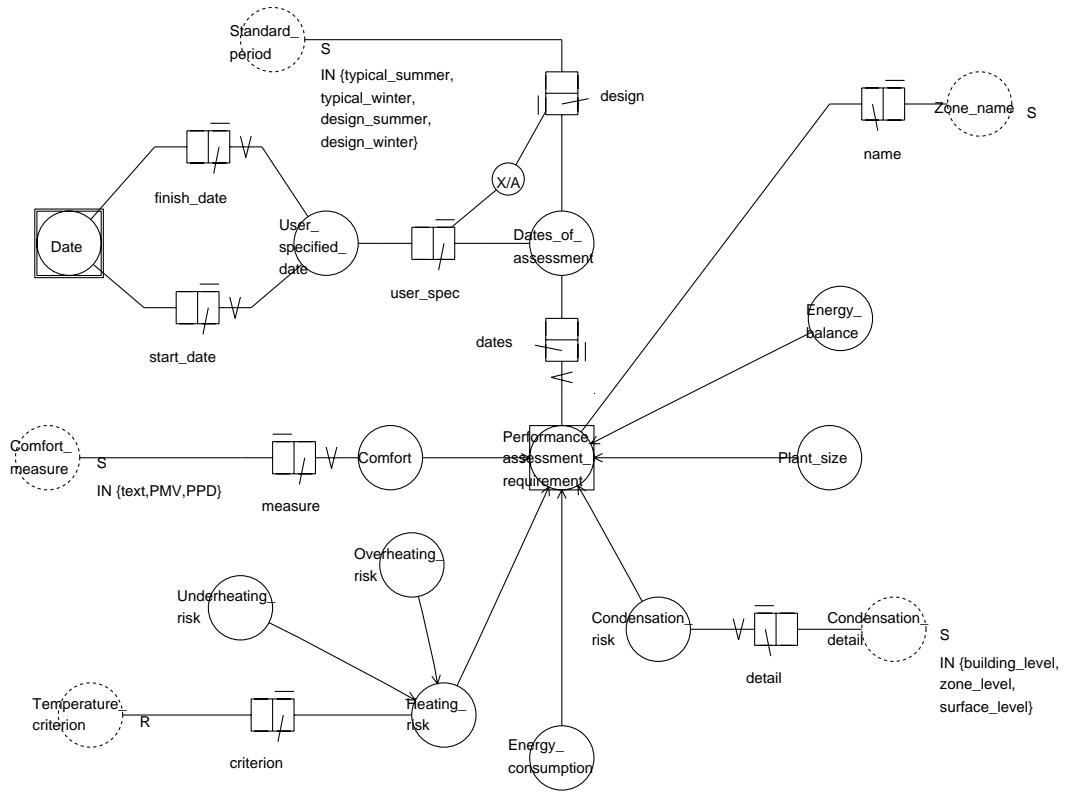 Standard_
period
S
IN {typical_summer,
typical_winter,
design_summer,
design_winter}
design
Zone_name
S
name
finish_date
X/A
Date
User_
specified_
date
Dates_of_
assessment
user_spec
start_date
dates
Energy_
balance
Comfort_
measure
S
IN {text,PMV,PPD}
measure
Comfort
Performance_
assessment_
requirement
Plant_size
Overheating_
risk
Underheating_
risk
Condensation_
risk
detail
Condensation_
detail
S
IN {building_level,
zone_level,
surface_level}
Temperature_
criterion
R
criterion
Heating_
risk
Energy_
consumption